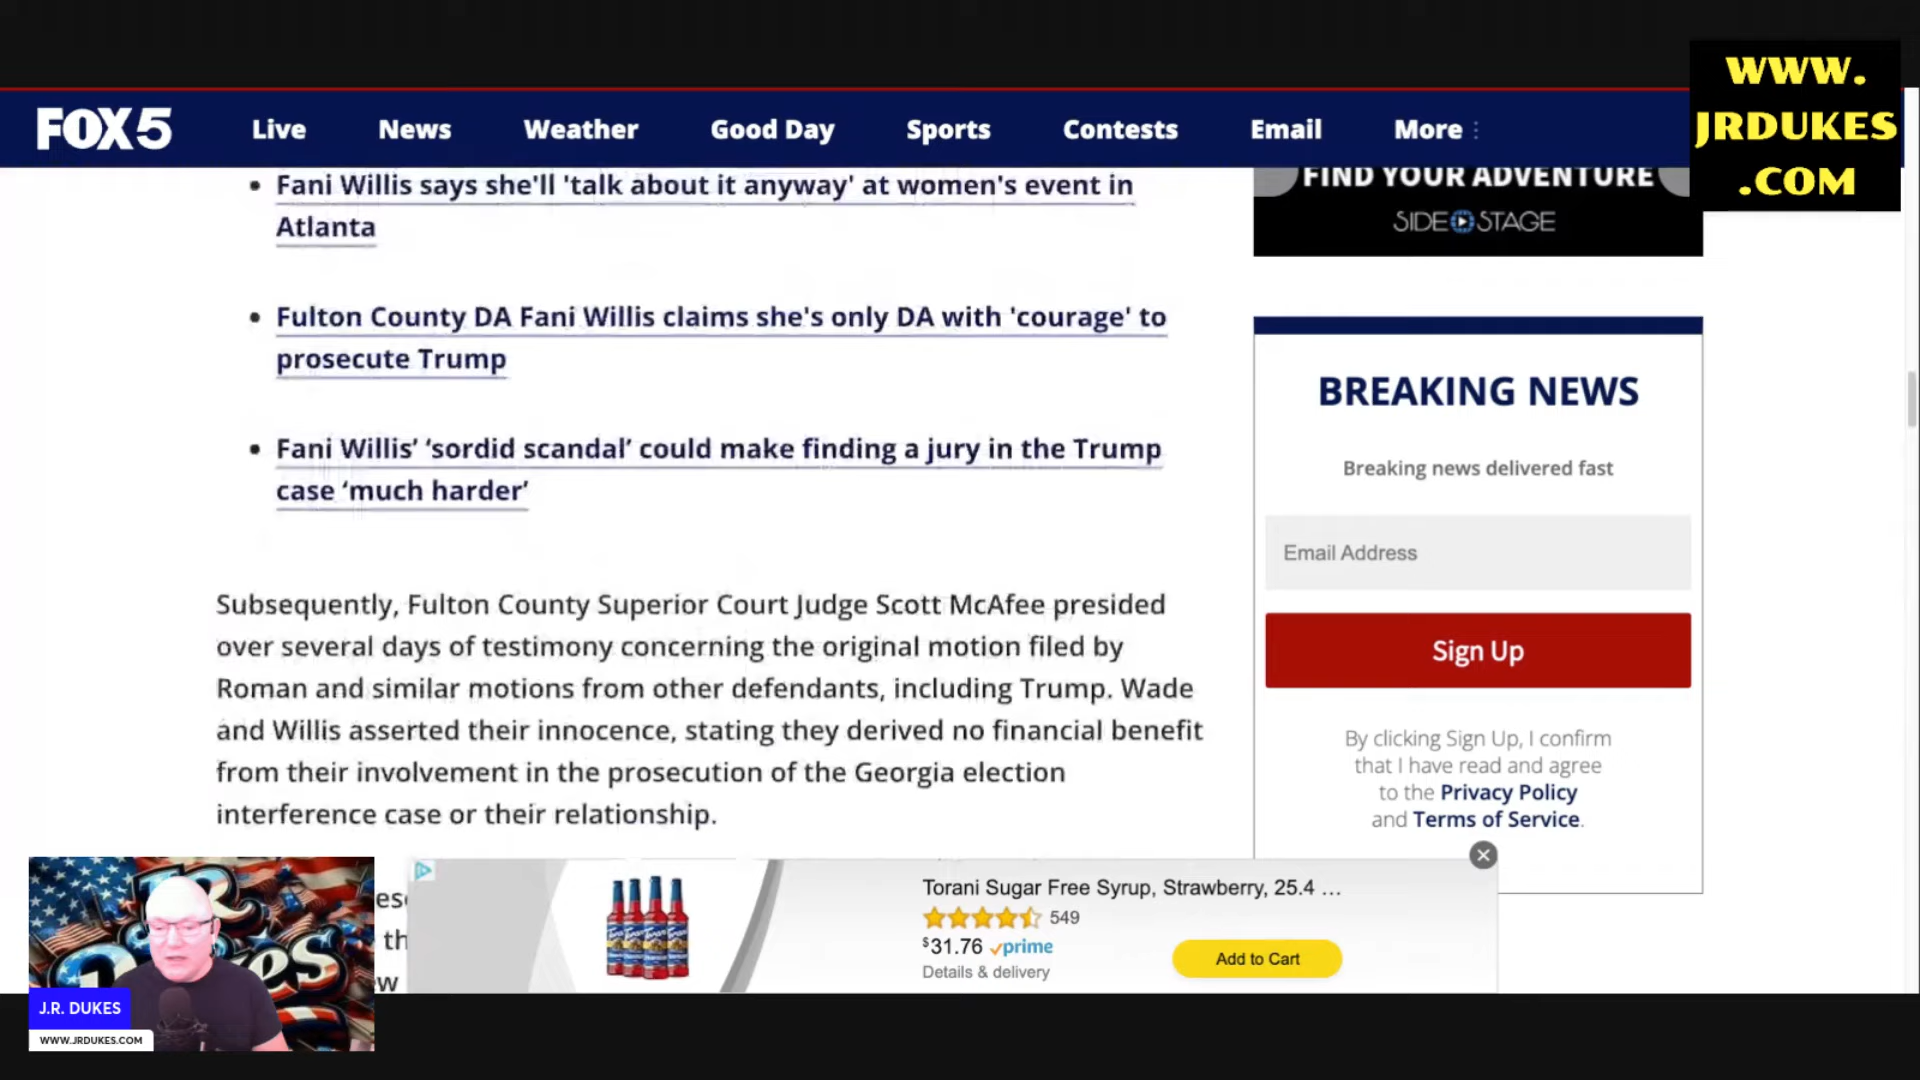 WWW.
JRDUKES
.COM
FOX 5
Live News Weather Good Day Sports Contests Email More
Fani Willis says she'll 'talk about it anyway' at women's event in
Atlanta
Fulton County DA Fani Willis claims she's only DA with 'courage' to
prosecute Trump
Fani Willis’ ‘sordid scandal’ could make finding a jury in the Trump
case ‘much harder’
Subsequently, Fulton County Superior Court Judge Scott McAfee presided
over several days of testimony concerning the original motion filed by
Roman and similar motions from other defendants, including Trump. Wade
and Willis asserted their innocence, stating they derived no financial benefit
from their involvement in the prosecution of the Georgia election
interference case or their relationship.
FIND YOUR ADVENTURE
SIDE STAGE
BREAKING NEWS
Breaking news delivered fast
Email Address
Sign Up
By clicking Sign Up, I confirm
that I have read and agree
to the Privacy Policy
and Terms of Service.
Torani Sugar Free Syrup, Strawberry, 25.4 ...
549
$31.76 prime
Details & delivery
Add to Cart
J.R. DUKES
WWW.JRDUKES.COM